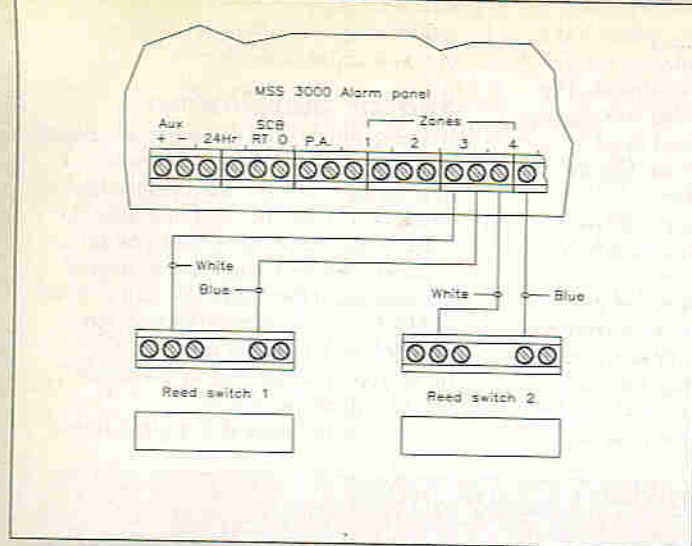 MSS 3000 Alarm panel
Aux SCB Zones
+ - 24Hr RT O P.A. 1 2 3 4
White
Blue
White Blue
Reed switch 1 Reed switch 2